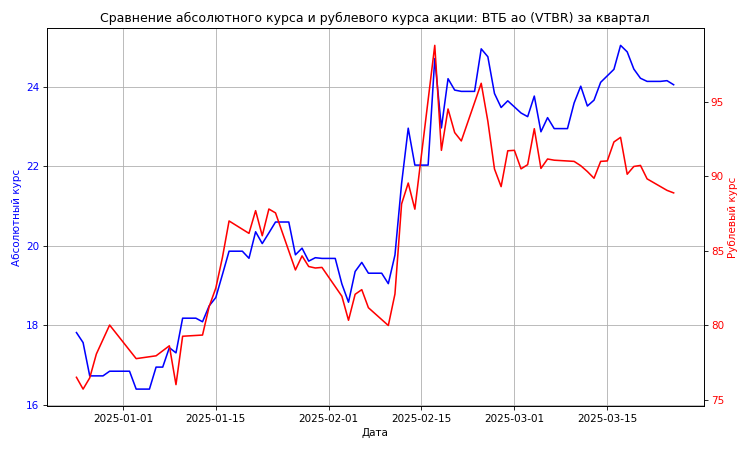 Сравнение абсолютного курса и рублевого курса акции: ВТБ ао (VTBR) за квартал
Абсолютный курс
24
22
20
18
16
95
90
85
80
75
Рублевый курс
2025-01-01 2025-01-15 2025-02-01 2025-02-15 2025-03-01 2025-03-15
Дата